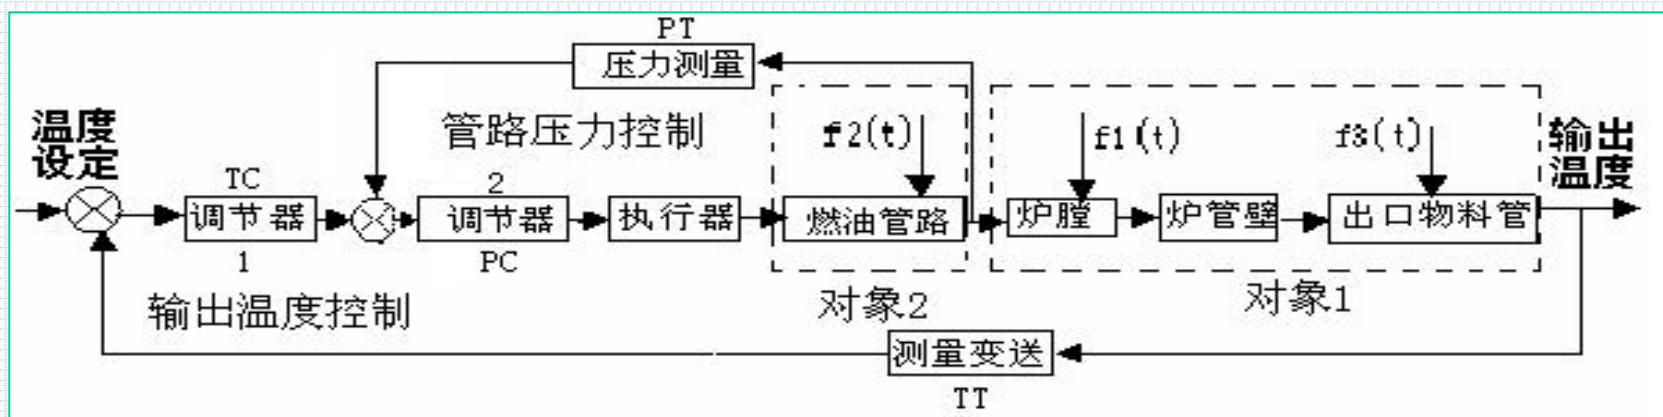 PT
压力测量
温度
设定
管路压力控制
f2(t)
f1(t)
f3(t)
输出
温度
TC
2
调节器
调节器
执行器
燃油管路
炉膛
炉管壁
出口物料管
1
PC
输出温度控制
对象2
对象1
测量变送
TT